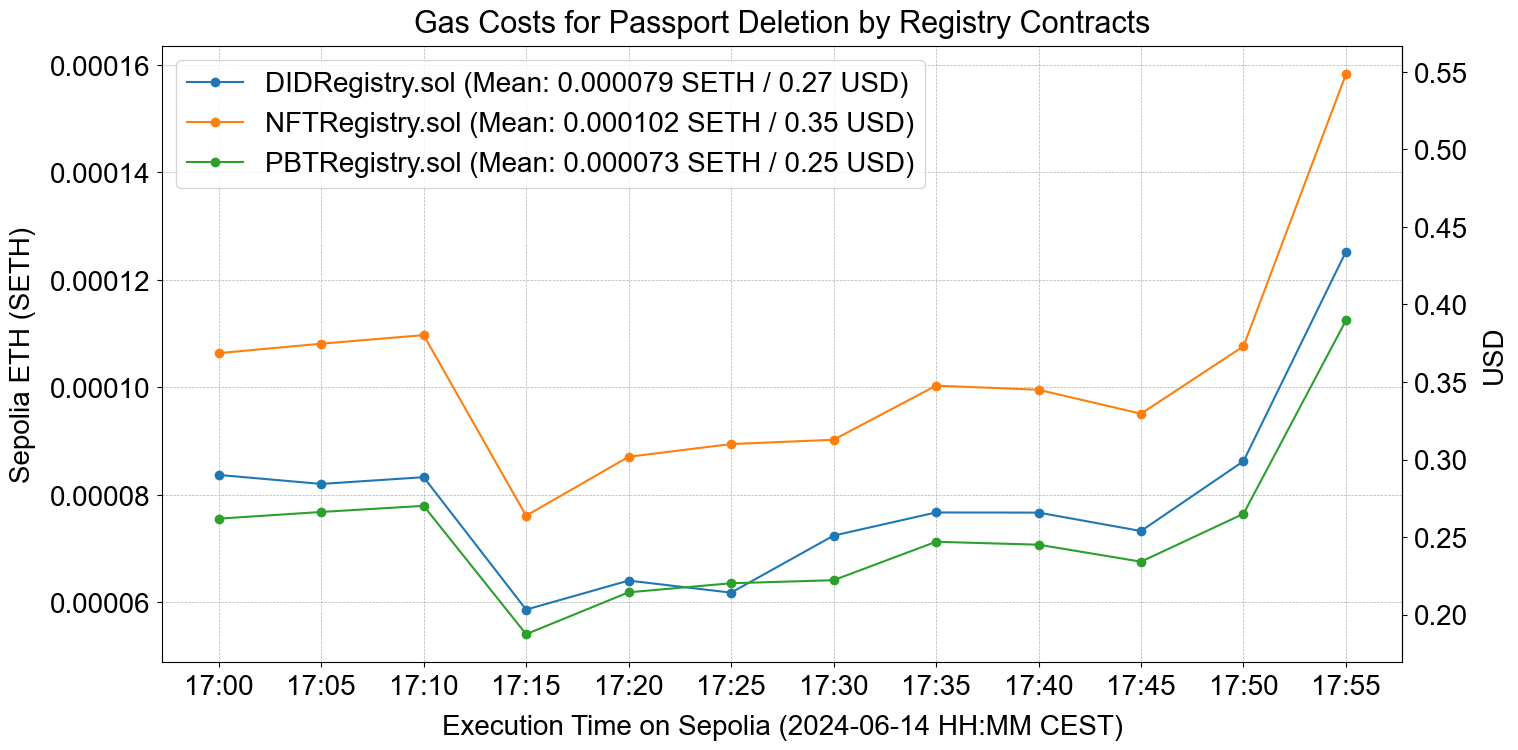 Gas Costs for Passport Deletion by Registry Contracts
DIDRegistry.sol (Mean: 0.000079 SETH / 0.27 USD)
NFTRegistry.sol (Mean: 0.000102 SETH / 0.35 USD)
PBTRegistry.sol (Mean: 0.000073 SETH / 0.25 USD)
Sepolia ETH (SETH)
0.00016
0.00014
0.00012
0.00010
0.00008
0.00006
0.55
0.50
0.45
0.40
0.35
0.30
0.25
0.20
USD
17:00 17:05 17:10 17:15 17:20 17:25 17:30 17:35 17:40 17:45 17:50 17:55
Execution Time on Sepolia (2024-06-14 HH:MM CEST)